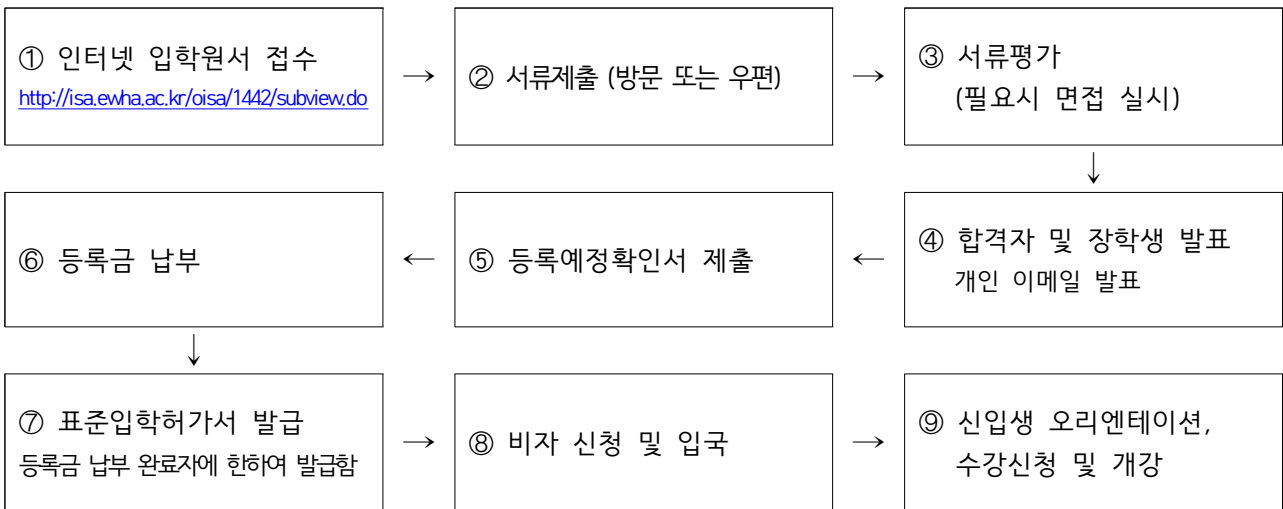 ① 인터넷 입학원서 접수
http://isa.ewha.ac.kr/oisa/1442/subview.do
→
② 서류제출 (방문 또는 우편)
→
③ 서류평가
(필요시 면접 실시)
↓
④ 합격자 및 장학생 발표
개인 이메일 발표
←
⑤ 등록예정확인서 제출
←
⑥ 등록금 납부
↓
⑦ 표준입학허가서 발급
등록금 납부 완료자에 한하여 발급함
→
⑧ 비자 신청 및 입국
→
⑨ 신입생 오리엔테이션,
수강신청 및 개강